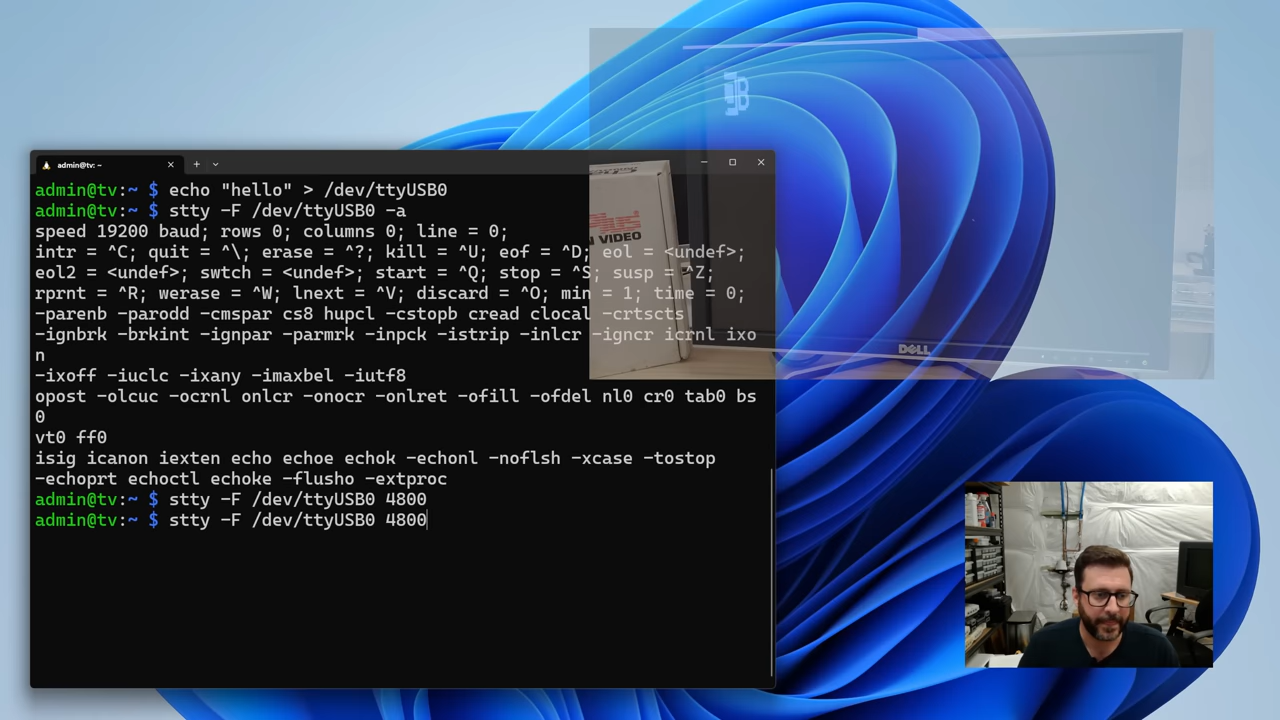 admin@tv: ~
admin@tv:~ $ echo "hello" > /dev/ttyUSB0
admin@tv:~ $ stty -F /dev/ttyUSB0 -a
speed 19200 baud; rows 0; columns 0; line = 0;
intr = ^C; quit = ^\; erase = ^?; kill = ^U; eof = ^D; eol = <undef>;
eol2 = <undef>; swtch = <undef>; start = ^Q; stop = ^S; susp = ^Z;
rprnt = ^R; werase = ^W; lnext = ^V; discard = ^O; min = 1; time = 0;
-parenb -parodd -cmspar cs8 hupcl -cstopb cread clocal -crtscts
-ignbrk -brkint -ignpar -parmrk -inpck -istrip -inlcr -igncr icrnl ixo
n
-ixoff -iuclc -ixany -imaxbel -iutf8
opost -olcuc -ocrnl onlcr -onocr -onlret -ofill -ofdel nl0 cr0 tab0 bs
0
vt0 ff0
isig icanon iexten echo echoe echok -echonl -noflsh -xcase -tostop
-echoprt echoctl echoke -flusho -extproc
admin@tv:~ $ stty -F /dev/ttyUSB0 4800
admin@tv:~ $ stty -F /dev/ttyUSB0 4800
VIDEO
DELL